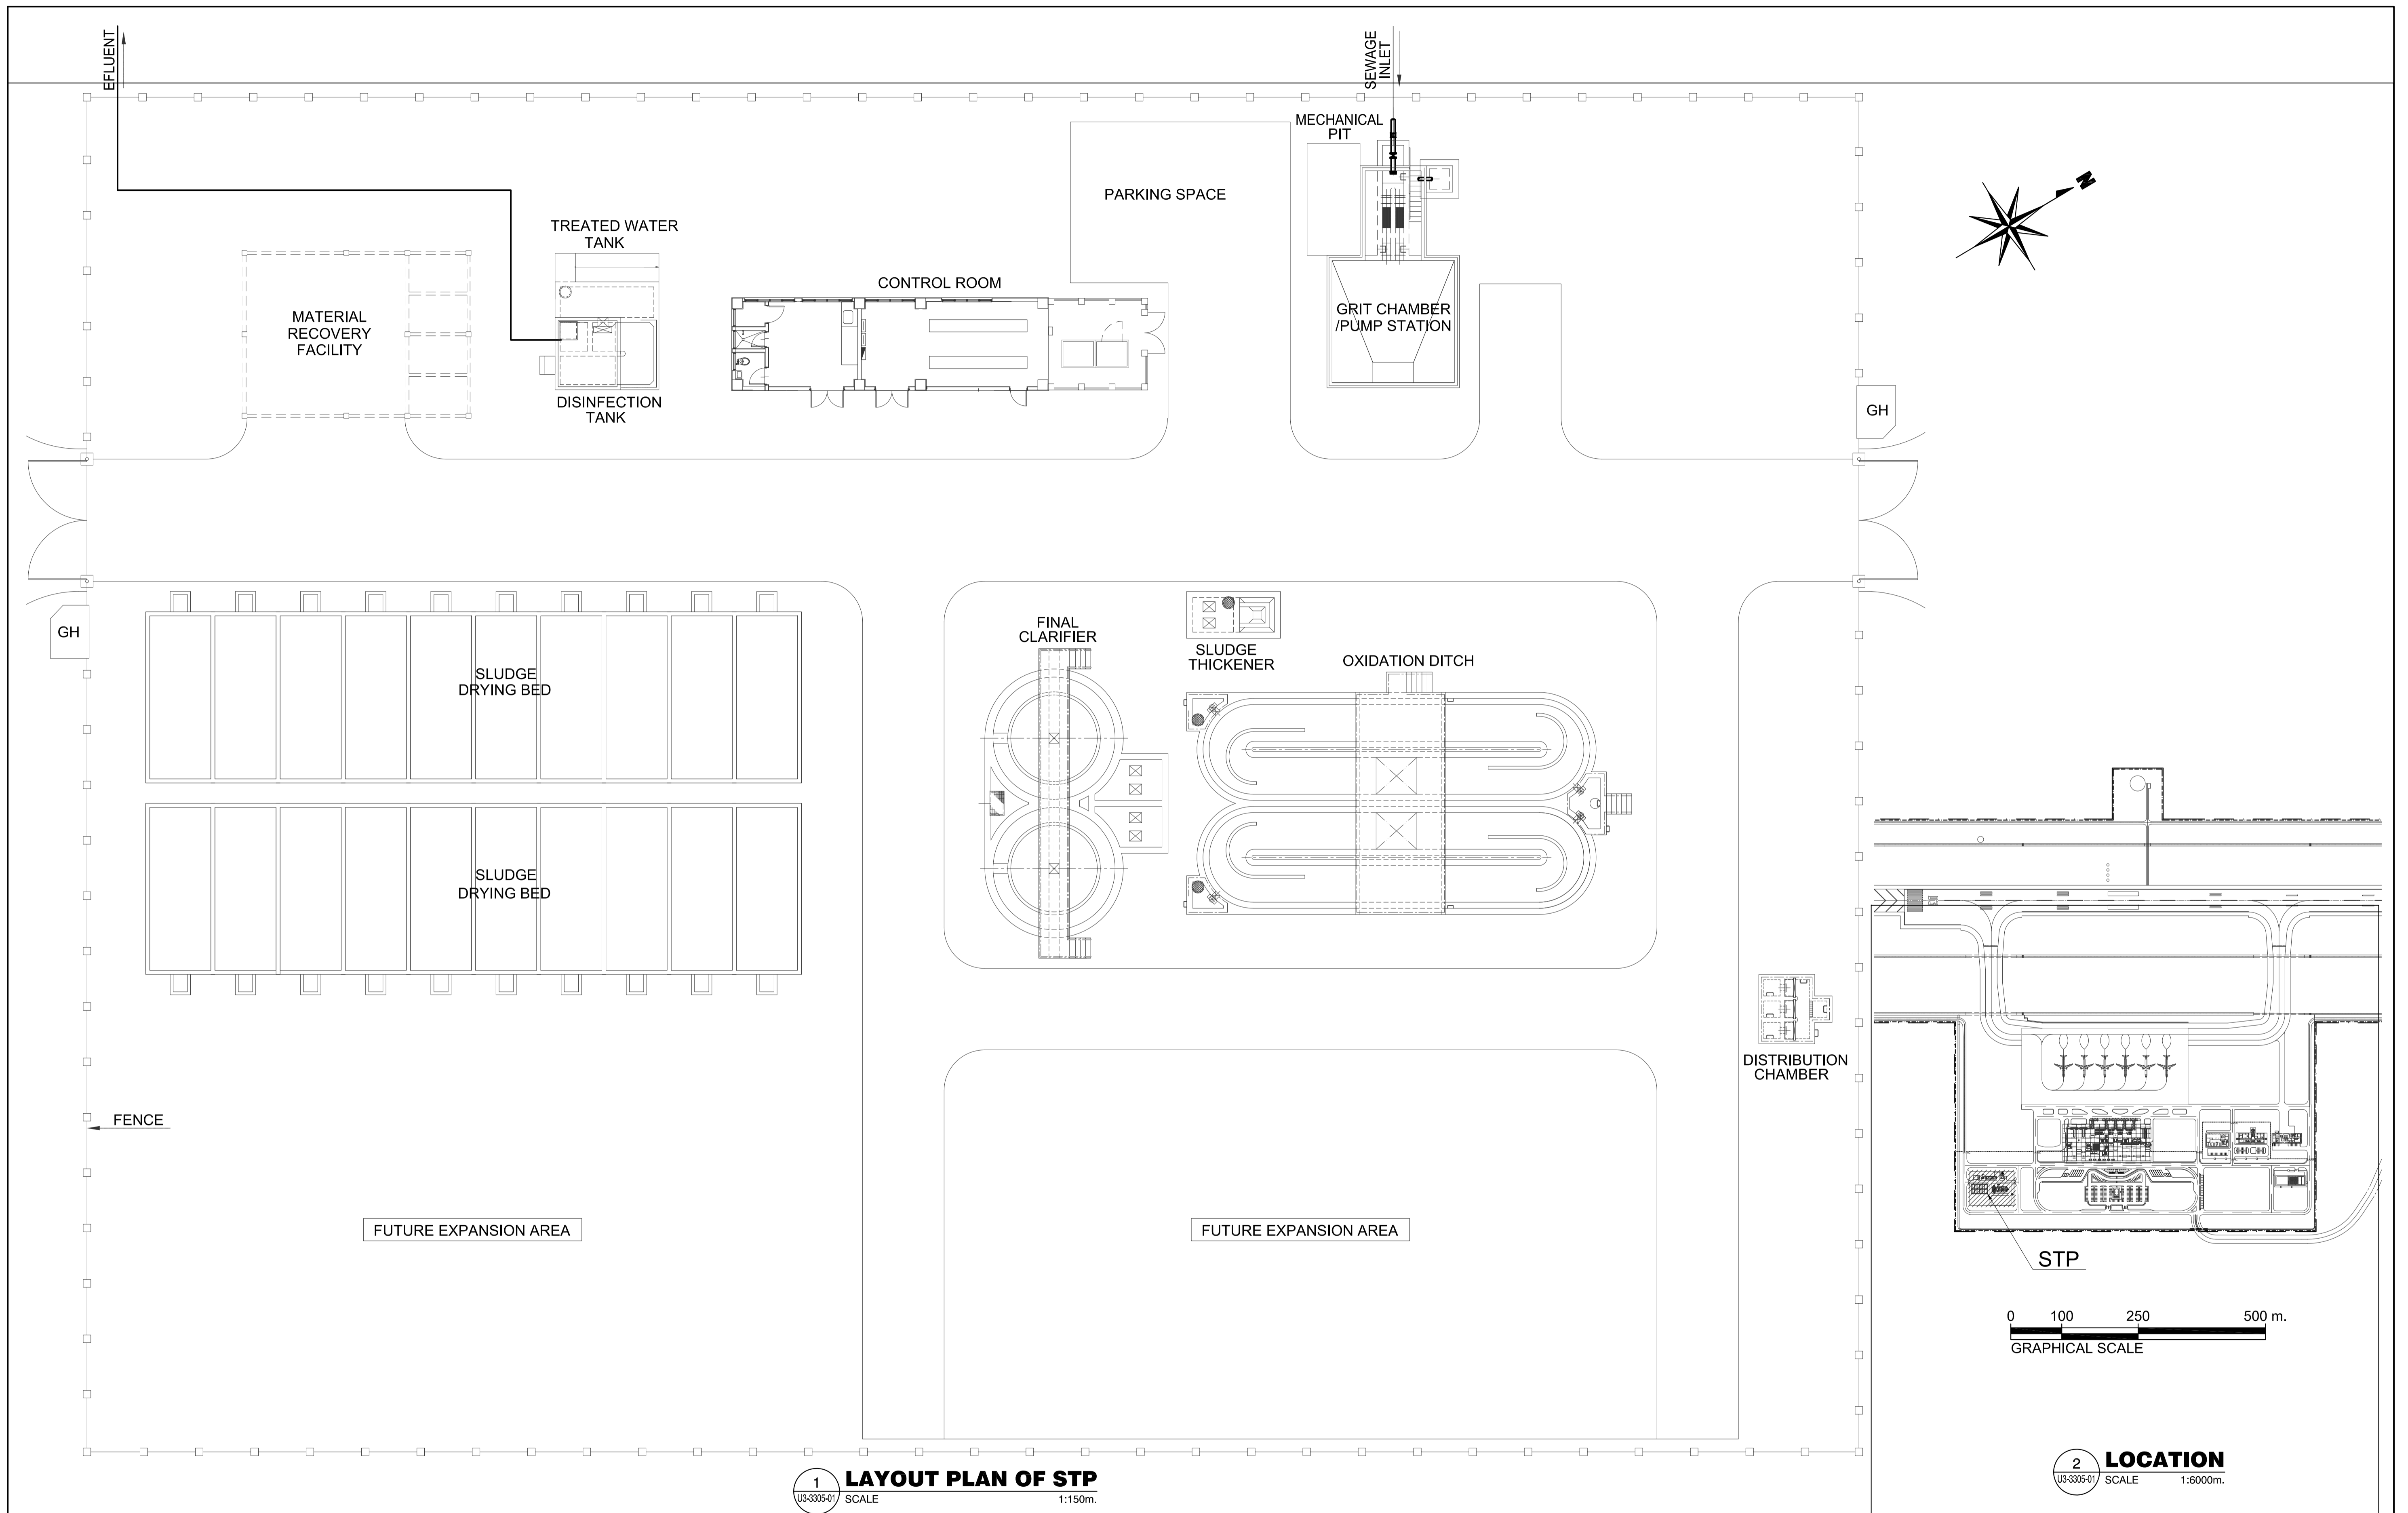 EFLUENT
SEWAGE
INLET
MECHANICAL
PIT
PARKING SPACE
N
TREATED WATER
TANK
CONTROL ROOM
MATERIAL
RECOVERY
FACILITY
GRIT CHAMBER
/PUMP STATION
DISINFECTION
TANK
GH
GH
FINAL
CLARIFIER
SLUDGE
THICKENER
OXIDATION DITCH
SLUDGE
DRYING BED
SLUDGE
DRYING BED
DISTRIBUTION
CHAMBER
FENCE
FUTURE EXPANSION AREA
FUTURE EXPANSION AREA
STP
0 100 250 500 m.
GRAPHICAL SCALE
1
U3-3305-01
LAYOUT PLAN OF STP
SCALE 1:150m.
2
U3-3305-01
LOCATION
SCALE 1:6000m.